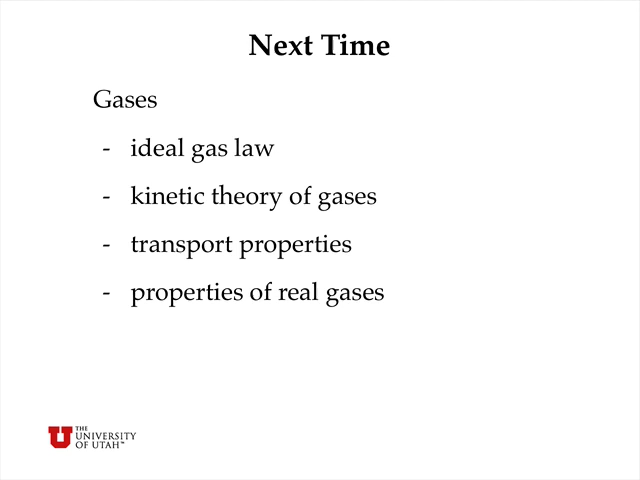 Next Time
Gases
- ideal gas law
- kinetic theory of gases
- transport properties
- properties of real gases
U THE
UNIVERSITY
OF UTAH™